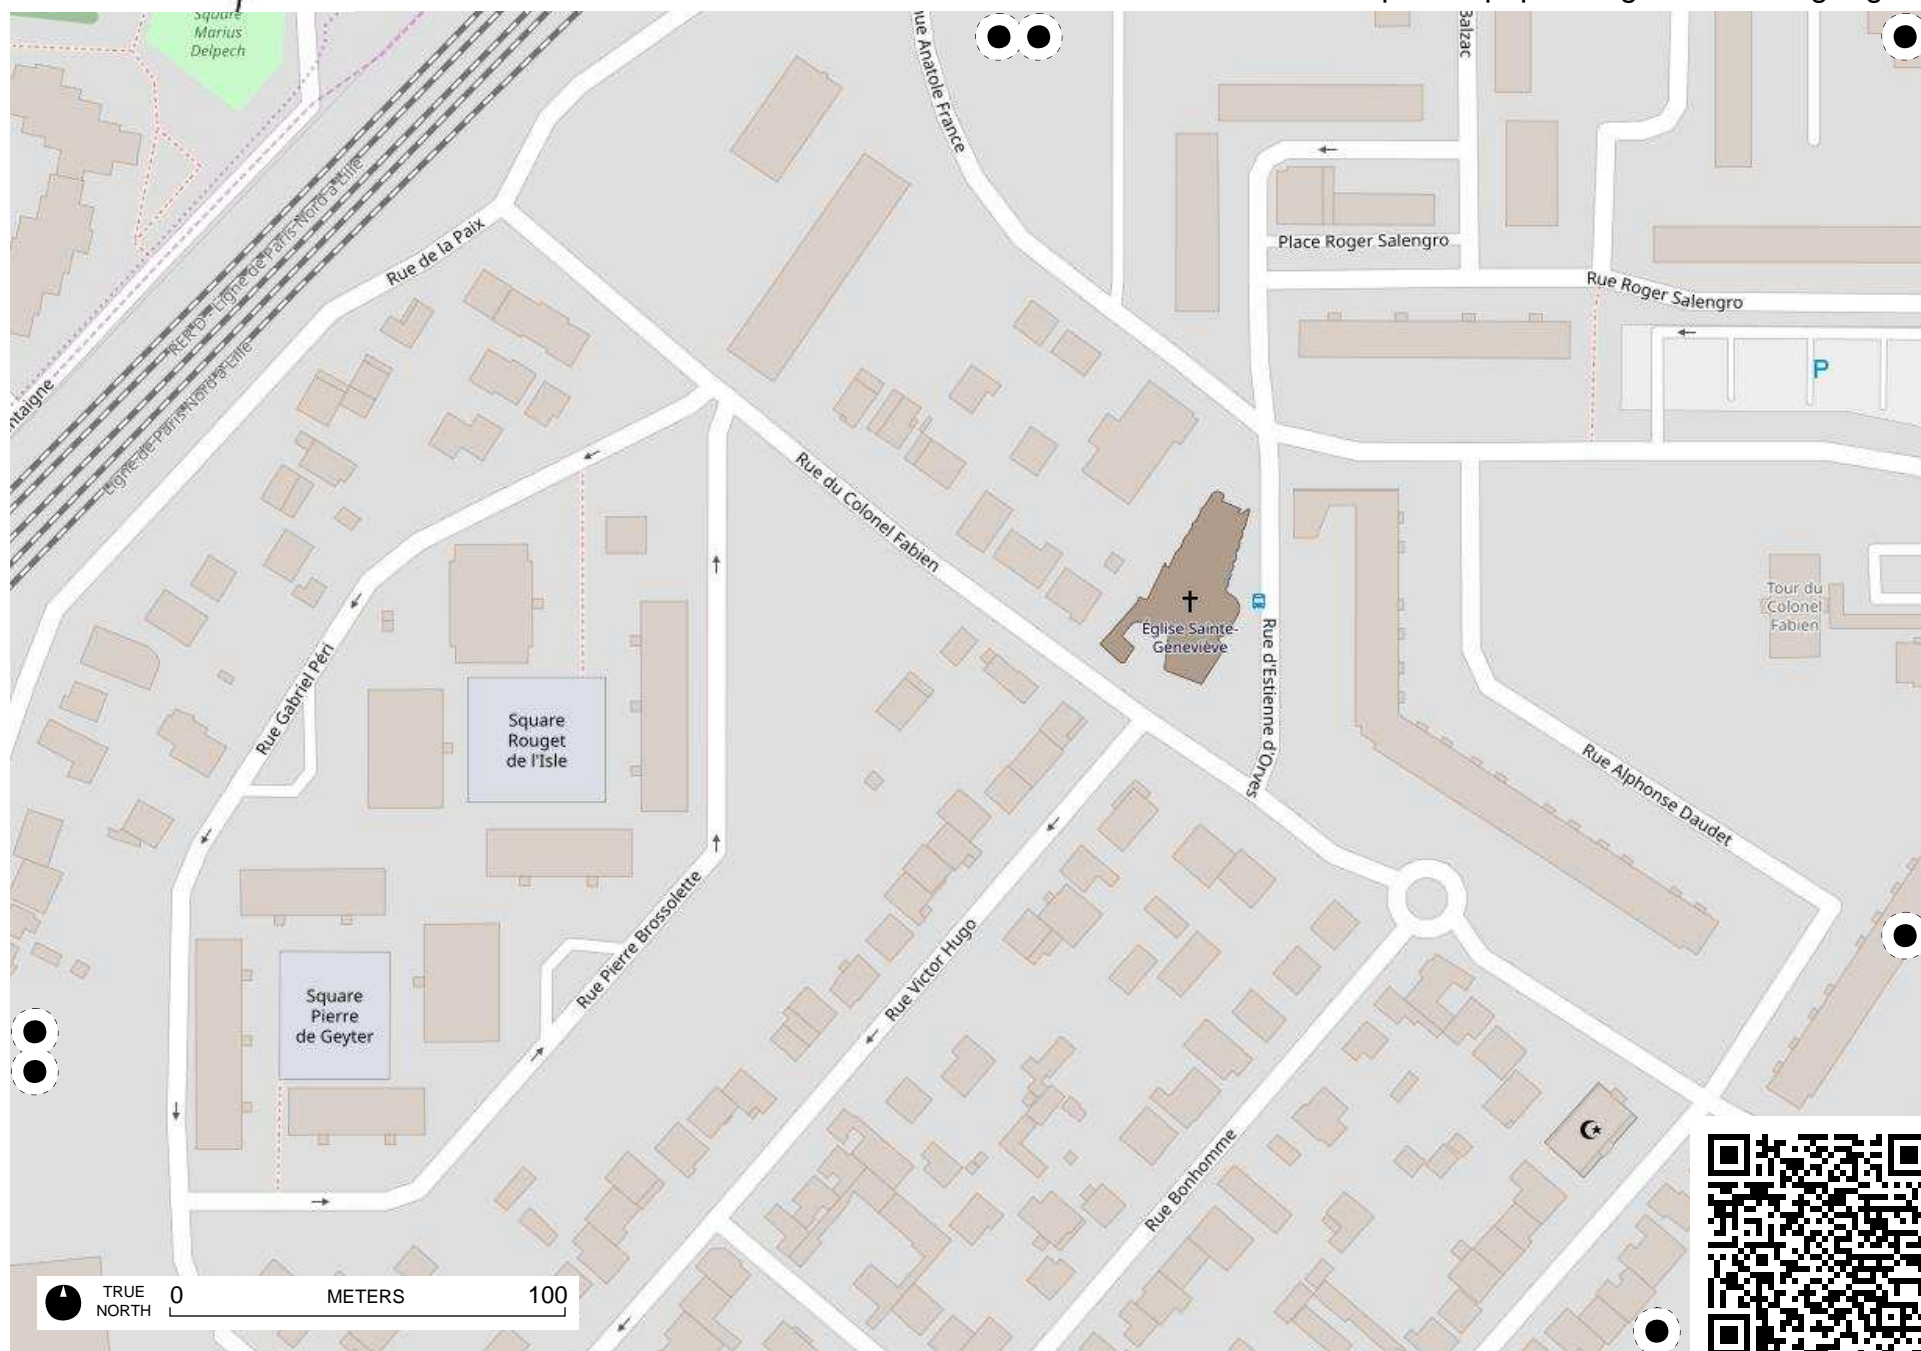 Square
Marius
Delpech
Anatole France
Balzac
Place Roger Salengro
Rue Roger Salengro
P
Rue de la Paix
RER D - Ligne de Paris-Nord à Lille
Ligne de Paris-Nord à Lille
Rue du Colonel Fabien
Tour du
Colonel
Fabien
Église Sainte-
Geneviève
Rue d'Estienne d'Orves
Rue Gabriel Péri
Square
Rouget
de l'Isle
Rue Alphonse Daudet
Rue Pierre Brossolette
Rue Victor Hugo
Square
Pierre
de Geyter
Rue Bonhomme
TRUE
NORTH
0 METERS 100